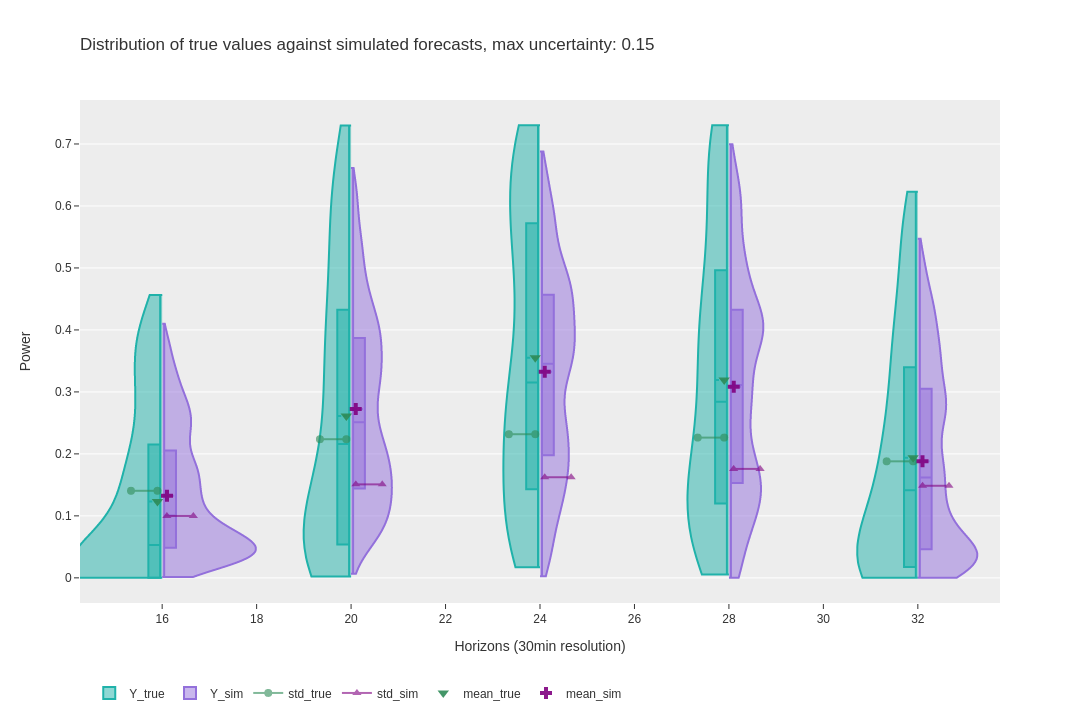 Distribution of true values against simulated forecasts, max uncertainty: 0.15
0.7
0.6
0.5
0.4
0.3
0.2
0.1
0
Power
16 18 20 22 24 26 28 30 32
Horizons (30min resolution)
Y_true Y_sim std_true std_sim mean_true mean_sim